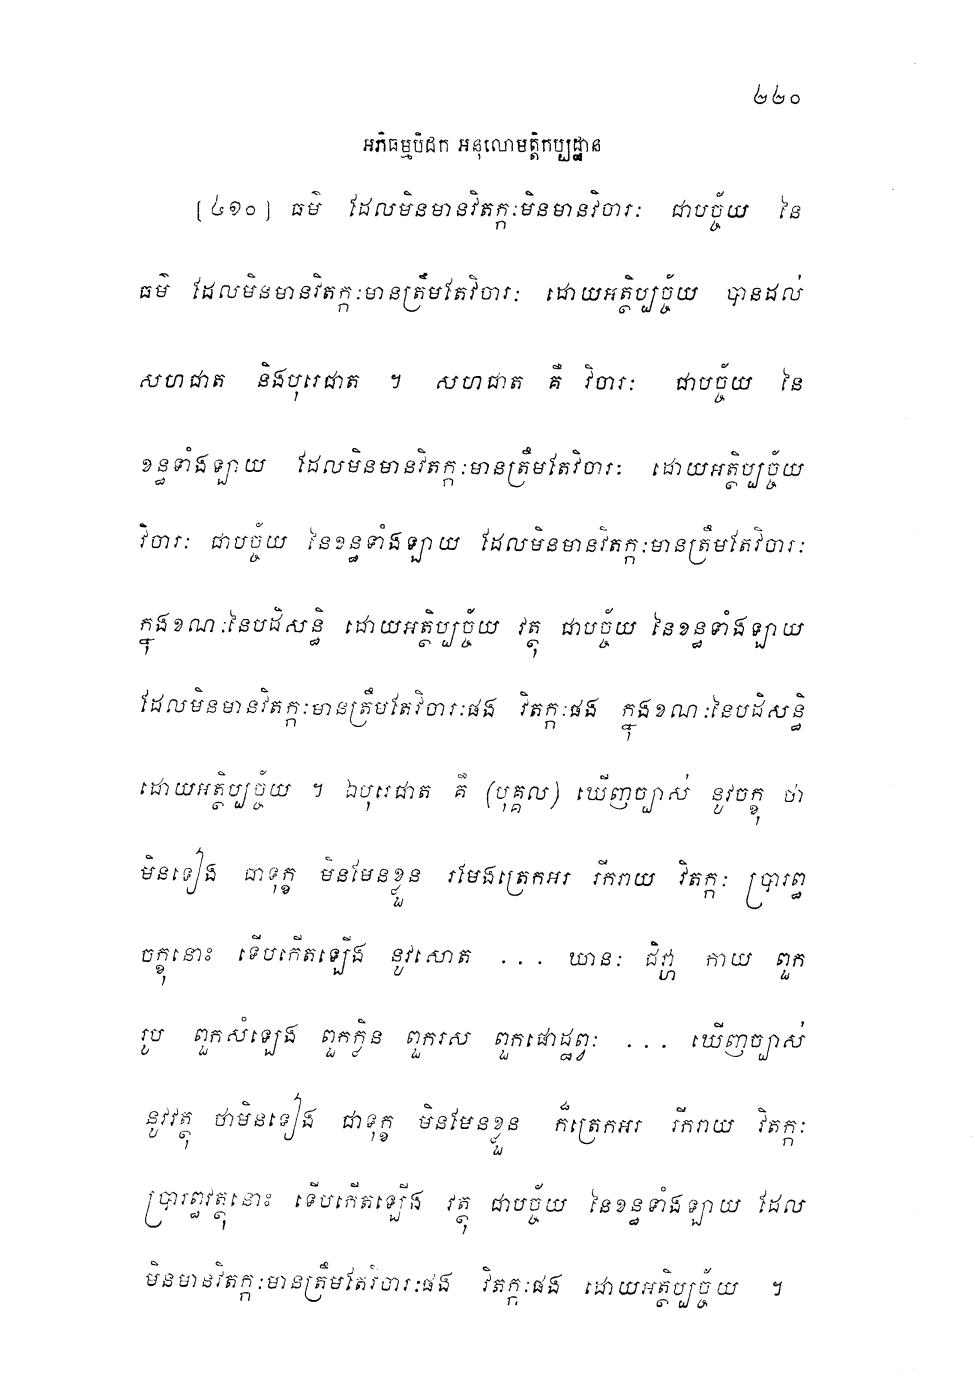 ២២០
អភិធម្មបិដក អនុលោមត្តិកប្បដ្ឋាន
[៤១០] ធម៌ ដែលមិនមានវិតក្កៈមិនមានវិចារៈ ជាបច្ច័យ នៃ
ធម៌ ដែលមិនមានវិតក្កៈមានត្រឹមតែវិចារៈ ដោយអត្ថិប្បច្ច័យ បានដល់
សហជាត និងបុរេជាត ។ សហជាត គឺ វិចារៈ ជាបច្ច័យ នៃ
ខន្ធទាំងឡាយ ដែលមិនមានវិតក្កៈមានត្រឹមតែវិចារៈ ដោយអត្ថិប្បច្ច័យ
វិចារៈ ជាបច្ច័យ នៃខន្ធទាំងឡាយ ដែលមិនមានវិតក្កៈមានត្រឹមតែវិចារៈ
ក្នុងខណៈនៃបដិសន្ធិ ដោយអត្ថិប្បច្ច័យ វត្ថុ ជាបច្ច័យ នៃខន្ធទាំងឡាយ
ដែលមិនមានវិតក្កៈមានត្រឹមតែវិចារៈផង វិតក្កៈផង ក្នុងខណៈនៃបដិសន្ធិ
ដោយអត្ថិប្បច្ច័យ ។ ឯបុរេជាត គឺ (បុគ្គល) ឃើញច្បាស់ នូវចក្ខុ ថា
មិនទៀង ជាទុក្ខ មិនមែនខ្លួន រមែងត្រេកអរ រីករាយ វិតក្កៈ ប្រារព្ធ
ចក្ខុនោះ ទើបកើតឡើង នូវសោត ... ឃានៈ ជិវ្ហា កាយ ពួក
រូប ពួកសំឡេង ពួកក្លិន ពួករស ពួកផោដ្ឋព្វៈ ... ឃើញច្បាស់
នូវវត្ថុ ថាមិនទៀង ជាទុក្ខ មិនមែនខ្លួន ក៏ត្រេកអរ រីករាយ វិតក្កៈ
ប្រារព្ធវត្ថុនោះ ទើបកើតឡើង វត្ថុ ជាបច្ច័យ នៃខន្ធទាំងឡាយ ដែល
មិនមានវិតក្កៈមានត្រឹមតែវិចារៈផង វិតក្កៈផង ដោយអត្ថិប្បច្ច័យ ។